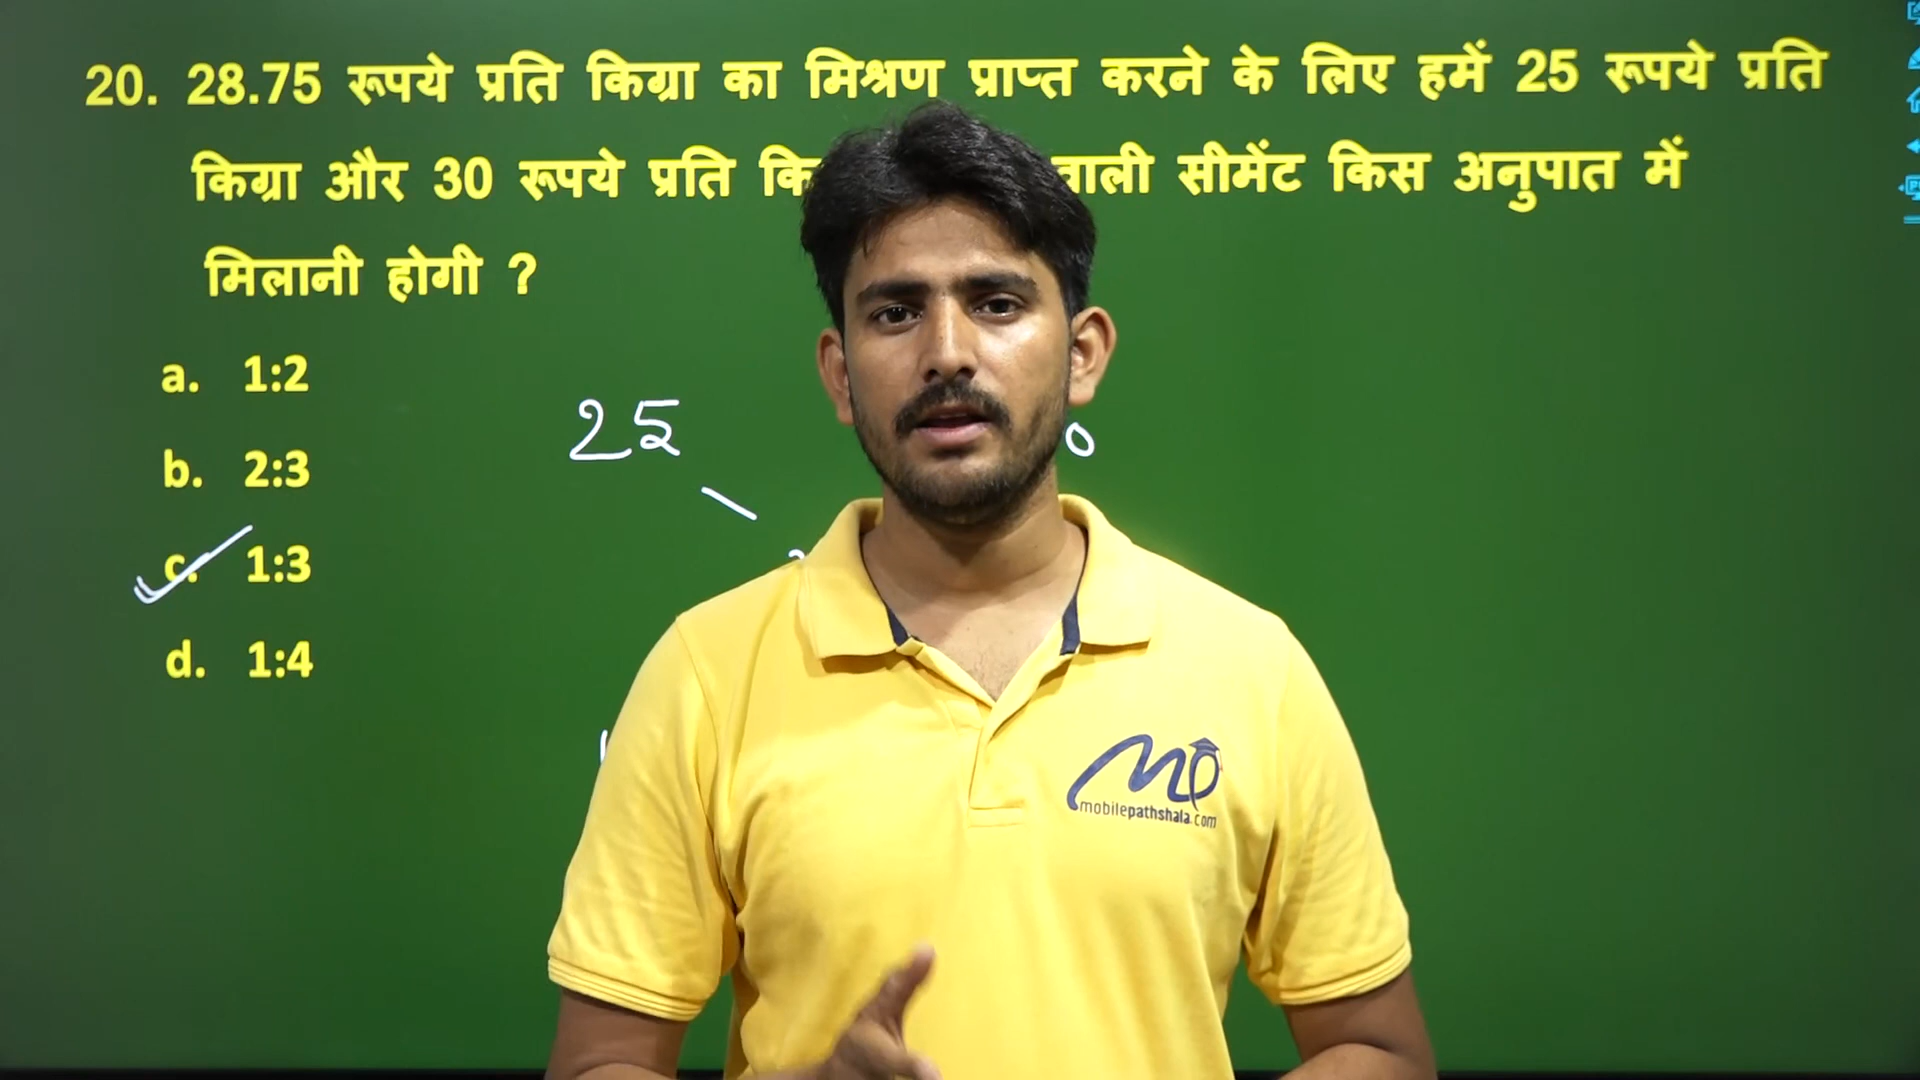 20. 28.75 रूपये प्रति किग्रा का मिश्रण प्राप्त करने के लिए हमें 25 रूपये प्रति
किग्रा और 30 रूपये प्रति वाली सीमेंट किस अनुपात में
मिलानी होगी ?
a. 1:2
b. 2:3
c. 1:3
d. 1:4
25
mobilepathshala.com